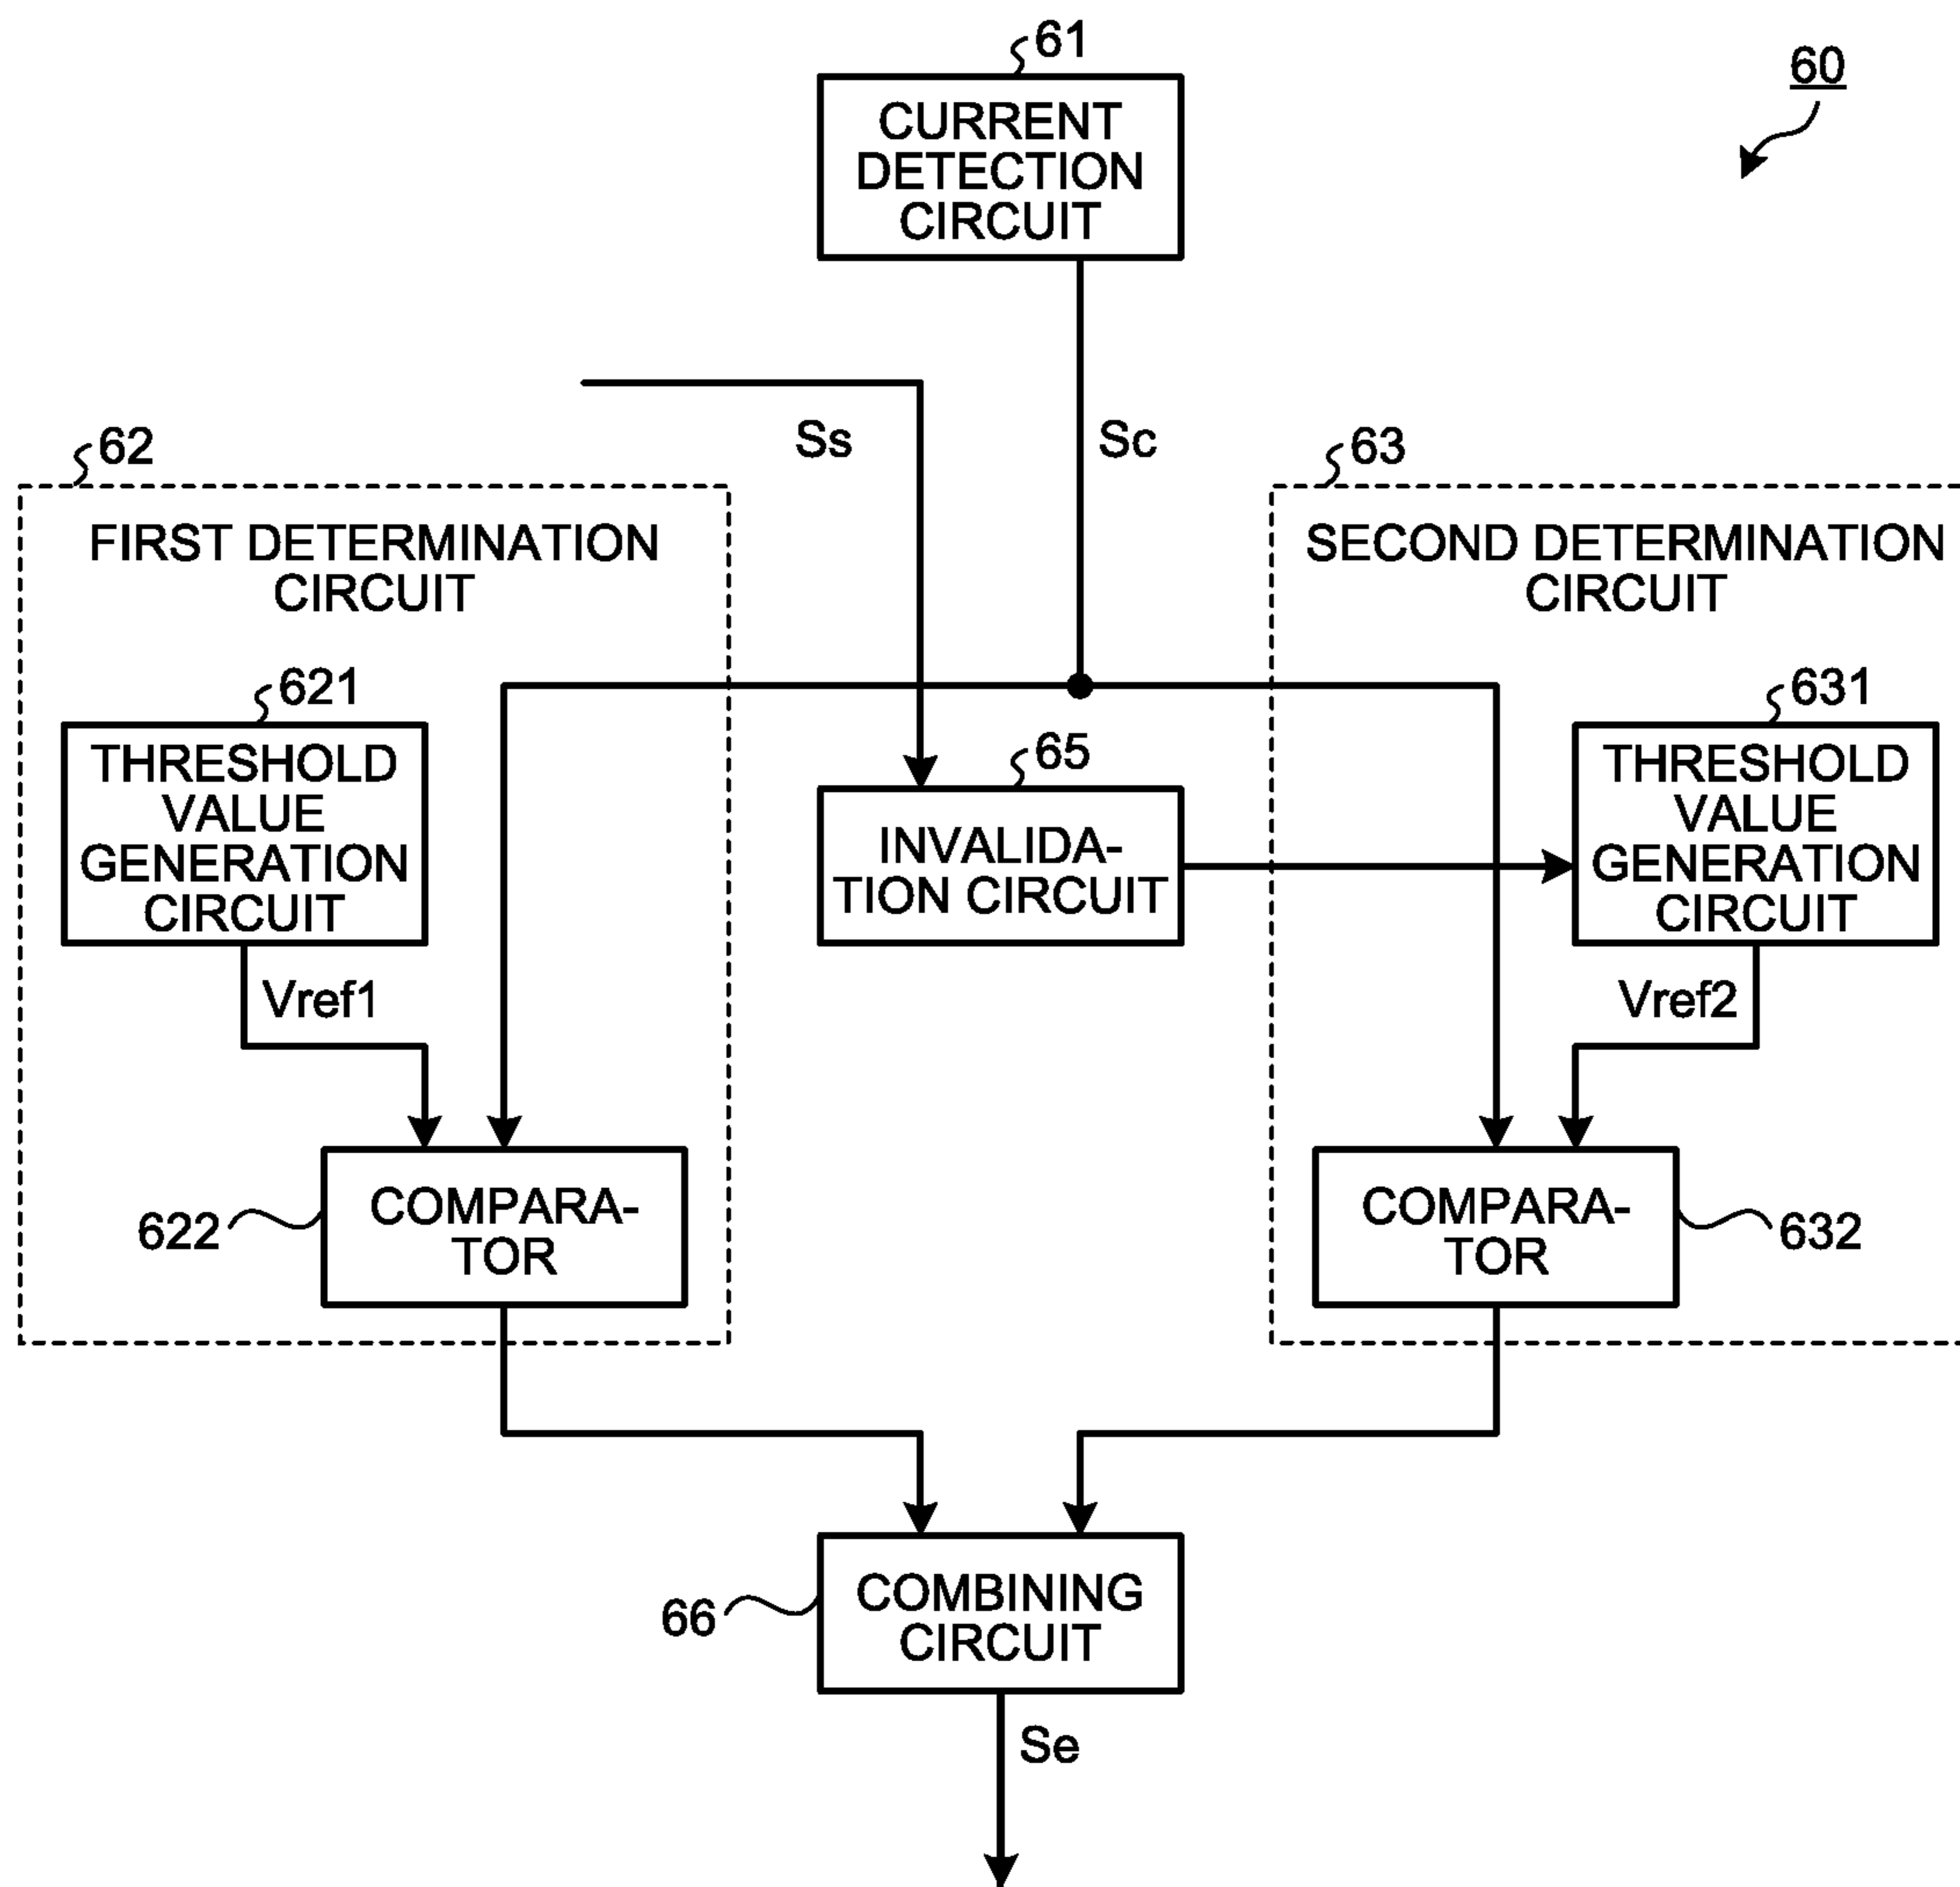 61
60
CURRENT
DETECTION
CIRCUIT
Ss
Sc
62
63
FIRST DETERMINATION
CIRCUIT
SECOND DETERMINATION
CIRCUIT
621
631
65
THRESHOLD
VALUE
GENERATION
CIRCUIT
INVALIDA-
TION CIRCUIT
THRESHOLD
VALUE
GENERATION
CIRCUIT
Vref1
Vref2
622
COMPARA-
TOR
COMPARA-
TOR
632
66
COMBINING
CIRCUIT
Se